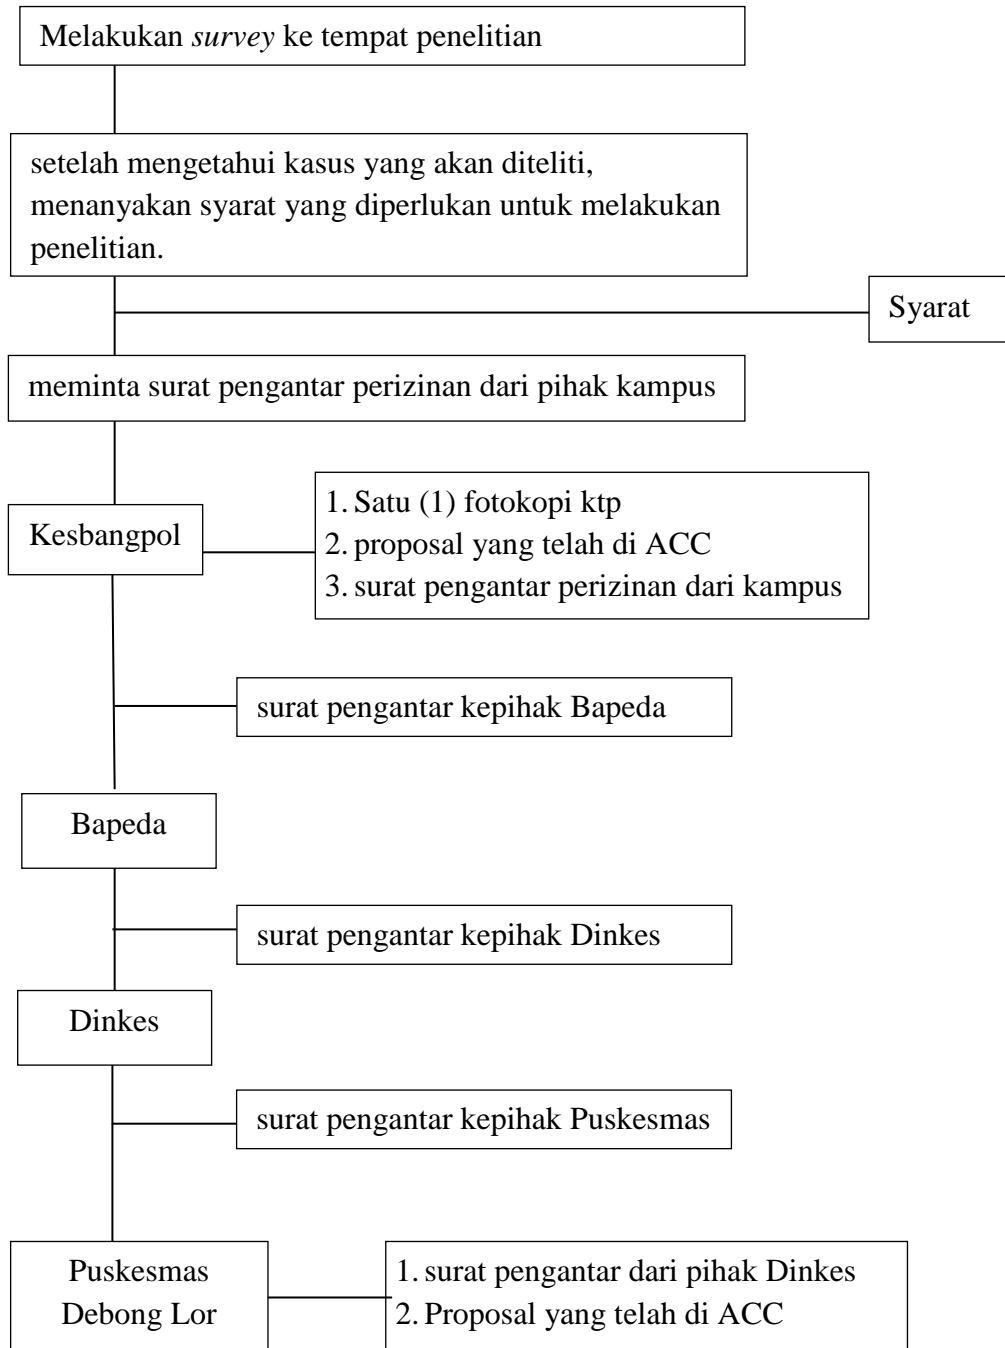 Melakukan survey ke tempat penelitian
setelah mengetahui kasus yang akan diteliti,
menanyakan syarat yang diperlukan untuk melakukan
penelitian.
Syarat
meminta surat pengantar perizinan dari pihak kampus
Kesbangpol
1. Satu (1) fotokopi ktp
2. proposal yang telah di ACC
3. surat pengantar perizinan dari kampus
surat pengantar kepihak Bapeda
Bapeda
surat pengantar kepihak Dinkes
Dinkes
surat pengantar kepihak Puskesmas
Puskesmas
Debong Lor
1. surat pengantar dari pihak Dinkes
2. Proposal yang telah di ACC